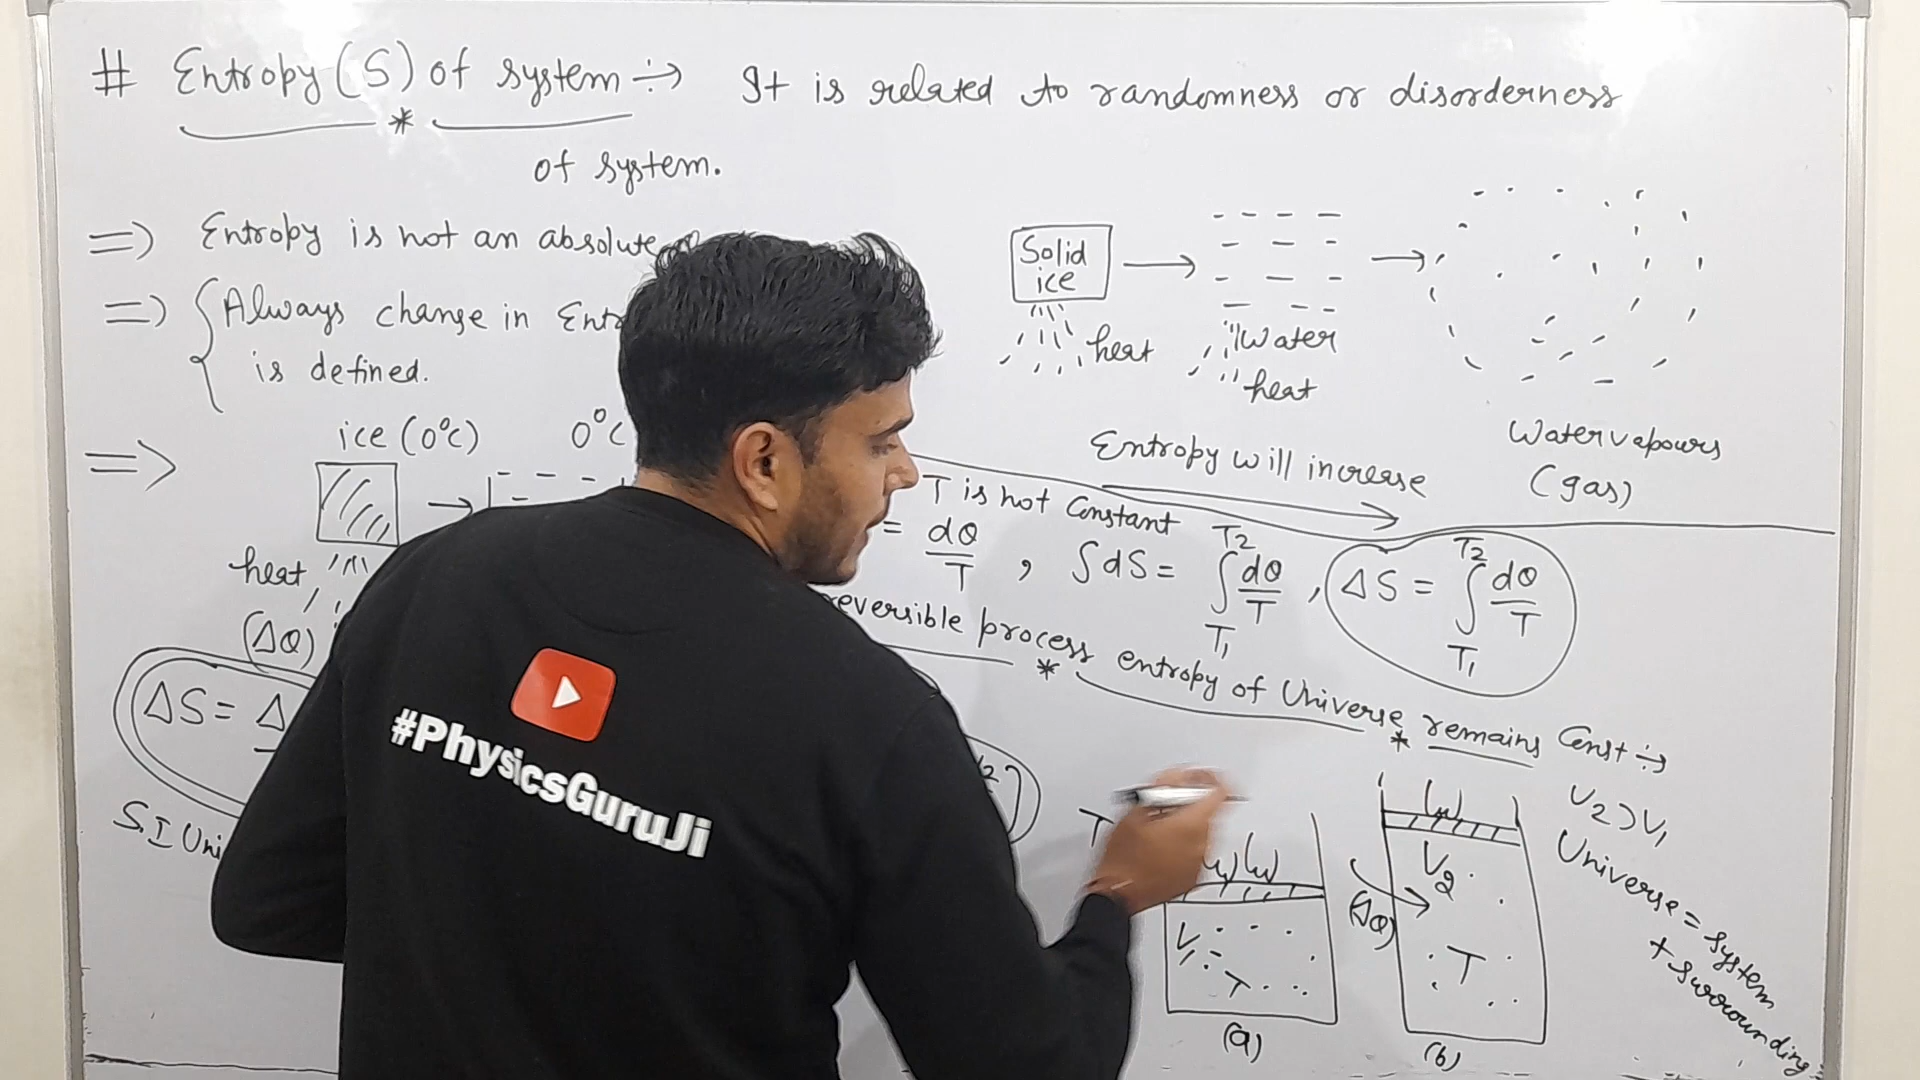 # Entropy (S) of system ÷→ It is related to randomness or disorderness
of system.
=> Entropy is not an absolute
=> Always change in Entr
is defined.
Solid
ice
heat
Water
heat
Water vapours
(gas)
Entropy will increase
=>
ice (0°C)
0°C
heat
(ΔQ)
ΔS = Δ
S.I Uni
T is not Constant
= dQ/T , ∫dS = ∫T₁T₂ dQ/T , ΔS = ∫T₁T₂ dQ/T
eversible process entropy of Universe remains Const ÷→
T
V₁
T
(a)
(ΔQ)
V₂
T
(b)
V₂>V₁
Universe = system
+ surrounding
#PhysicsGuruJi